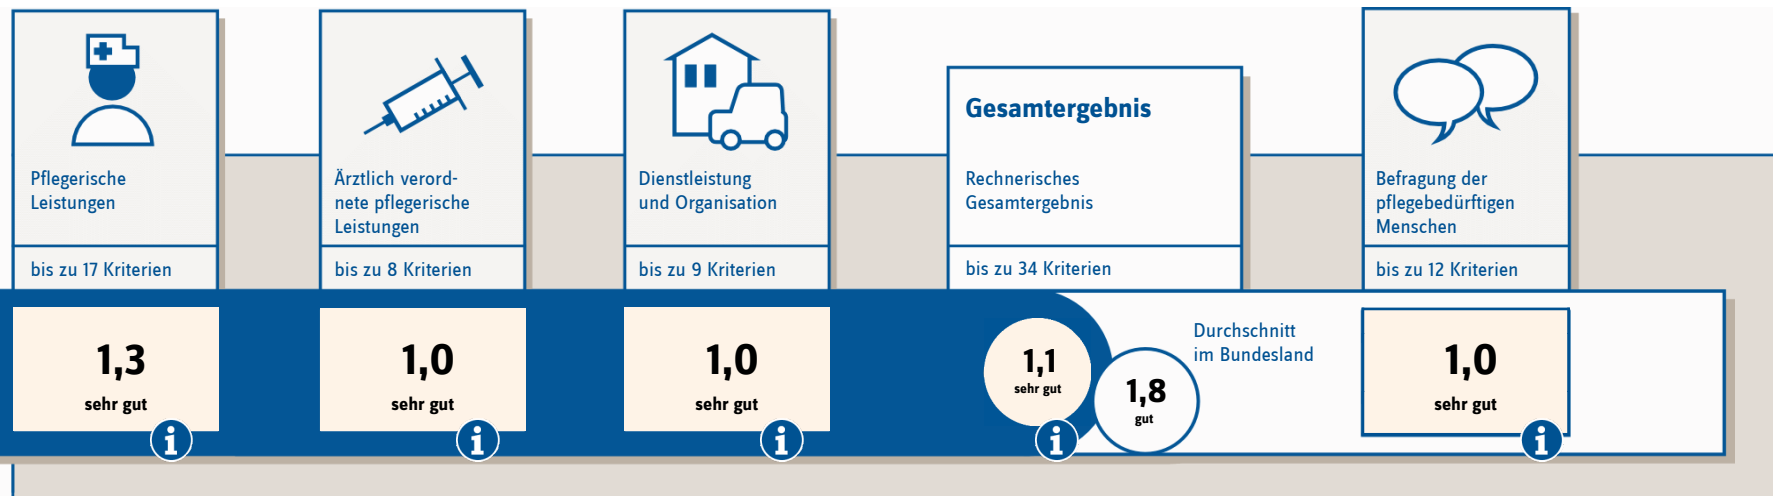 Pflegerische
Leistungen
bis zu 17 Kriterien
1,3
sehr gut
Ärztlich verord-
nete pflegerische
Leistungen
bis zu 8 Kriterien
1,0
sehr gut
Dienstleistung
und Organisation
bis zu 9 Kriterien
1,0
sehr gut
Gesamtergebnis
Rechnerisches
Gesamtergebnis
bis zu 34 Kriterien
1,1
sehr gut
1,8
gut
Durchschnitt
im Bundesland
Befragung der
pflegebedürftigen
Menschen
bis zu 12 Kriterien
1,0
sehr gut